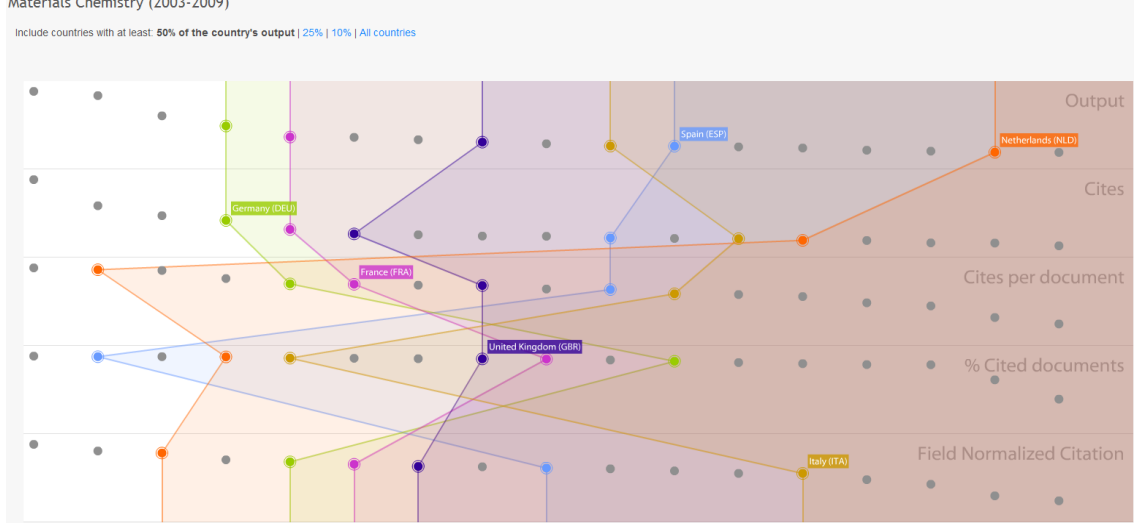 Materials Chemistry (2003-2009)
Include countries with at least: 50% of the country's output | 25% | 10% | All countries
Output
Spain (ESP)
Netherlands (NLD)
Cites
Germany (DEU)
France (FRA)
Cites per document
United Kingdom (GBR)
% Cited documents
Field Normalized Citation
Italy (ITA)